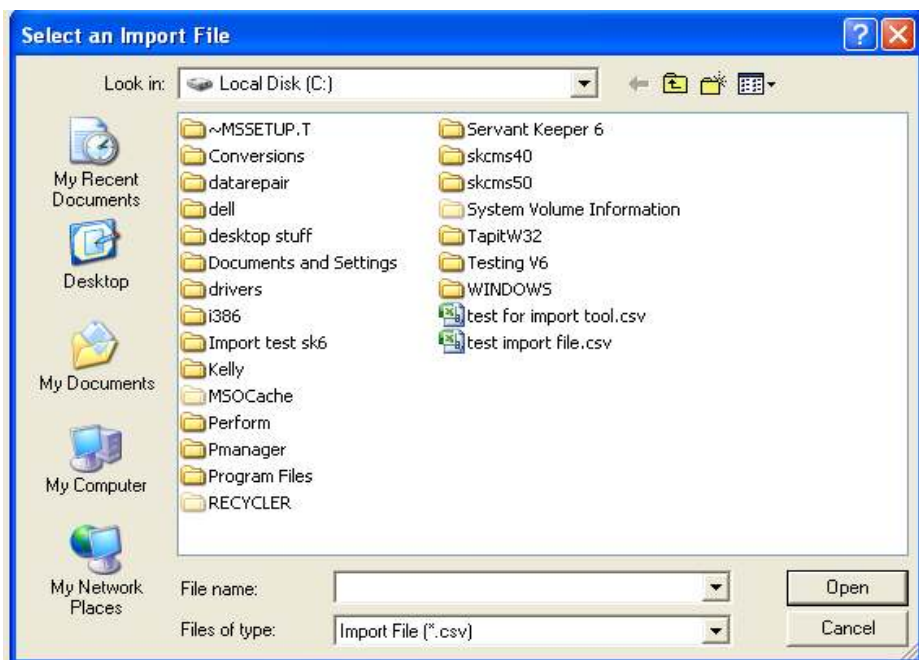 Select an Import File
Look in: Local Disk (C:)
My Recent
Documents
Desktop
My Documents
My Computer
My Network
Places
~MSSETUP.T
Conversions
datarepair
dell
desktop stuff
Documents and Settings
drivers
i386
Import test sk6
Kelly
MSOCache
Perform
Pmanager
Program Files
RECYCLER
Servant Keeper 6
skcms40
skcms50
System Volume Information
TapitW32
Testing V6
WINDOWS
test for import tool.csv
test import file.csv
File name:
Open
Files of type: Import File (*.csv)
Cancel